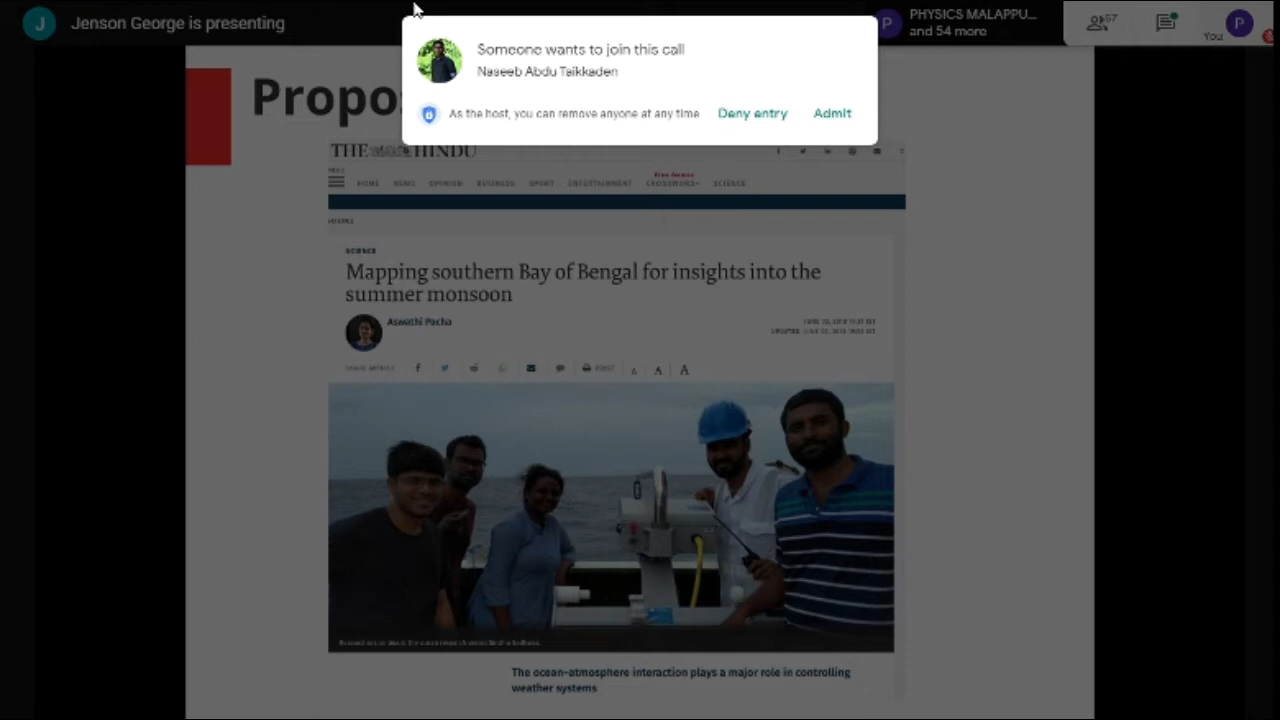 J Jenson George is presenting
P PHYSICS MALAPPU...
and 54 more
57
You
P
Someone wants to join this call
Naseeb Abdu Taikkaden
As the host, you can remove anyone at any time Deny entry Admit
Propo
THE HINDU
HOME NEWS OPINION BUSINESS SPORT ENTERTAINMENT CROSSWORD+ SCIENCE
SCIENCE
Mapping southern Bay of Bengal for insights into the
summer monsoon
Aswathi Pacha
PRINT A A A
The ocean-atmosphere interaction plays a major role in controlling
weather systems